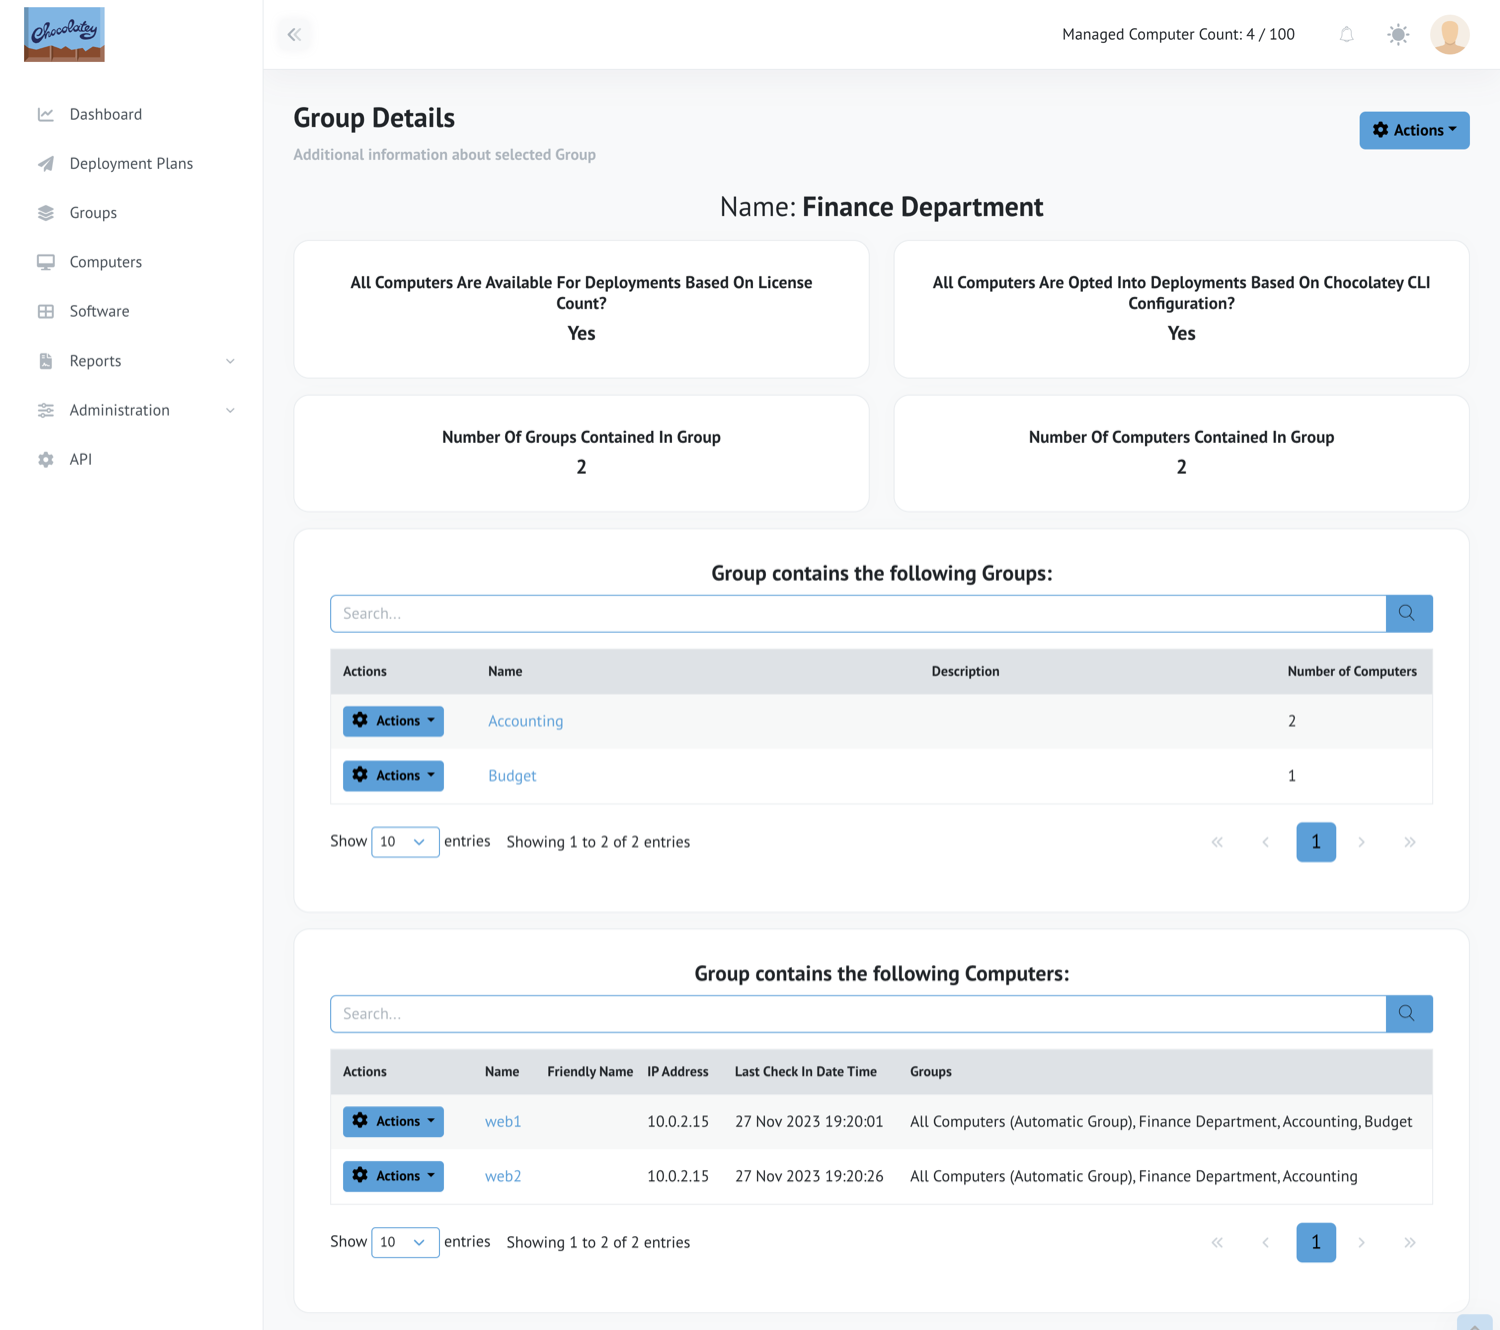 Chocolatey
Managed Computer Count: 4 / 100
Dashboard
Deployment Plans
Groups
Computers
Software
Reports
Administration
API
Group Details
Additional information about selected Group
Actions
Name: Finance Department
All Computers Are Available For Deployments Based On License
Count?
Yes
All Computers Are Opted Into Deployments Based On Chocolatey CLI
Configuration?
Yes
Number Of Groups Contained In Group
2
Number Of Computers Contained In Group
2
Group contains the following Groups:
Search...
Actions Name Description Number of Computers
Actions Accounting 2
Actions Budget 1
Show 10 entries Showing 1 to 2 of 2 entries « ‹ 1 › »
Group contains the following Computers:
Search...
Actions Name Friendly Name IP Address Last Check In Date Time Groups
Actions web1 10.0.2.15 27 Nov 2023 19:20:01 All Computers (Automatic Group), Finance Department, Accounting, Budget
Actions web2 10.0.2.15 27 Nov 2023 19:20:26 All Computers (Automatic Group), Finance Department, Accounting
Show 10 entries Showing 1 to 2 of 2 entries « ‹ 1 › »